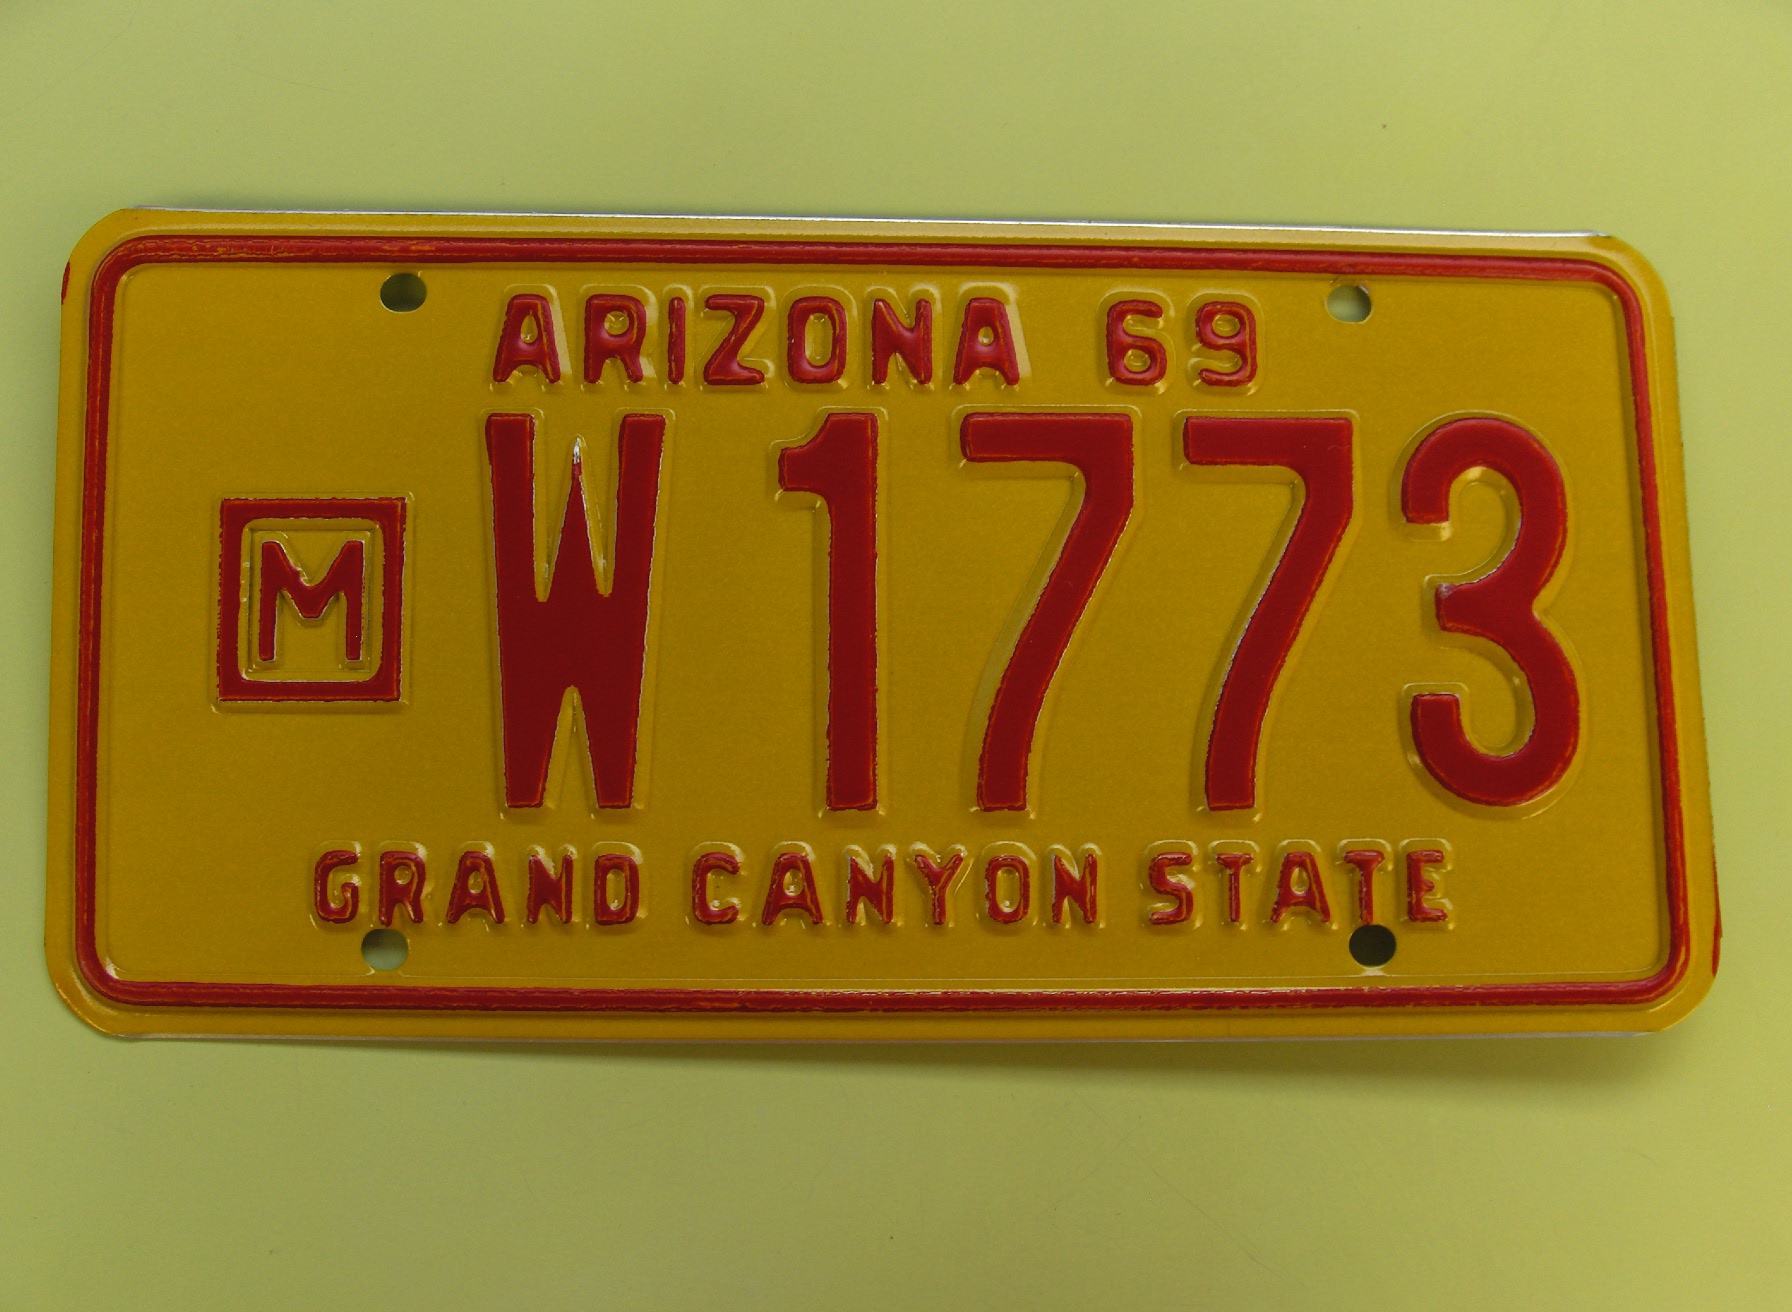 ARIZONA 69
M W 1773
GRAND CANYON STATE